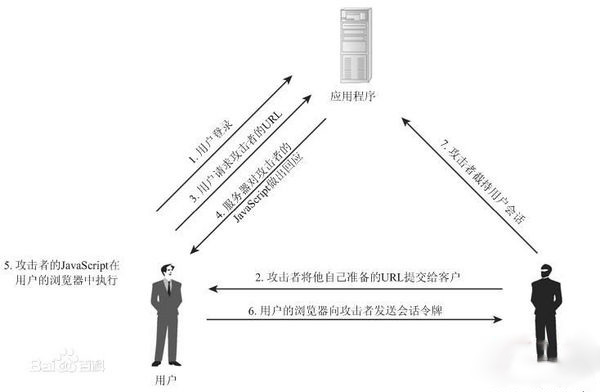 应用程序
1. 用户登录
3. 用户请求攻击者的URL
4. 服务器对攻击者的
JavaScript做出回应
7. 攻击者截持用户会话
5. 攻击者的JavaScript在
用户的浏览器中执行
2. 攻击者将他自己准备的URL提交给客户
6. 用户的浏览器向攻击者发送会话令牌
Bai百科
用户